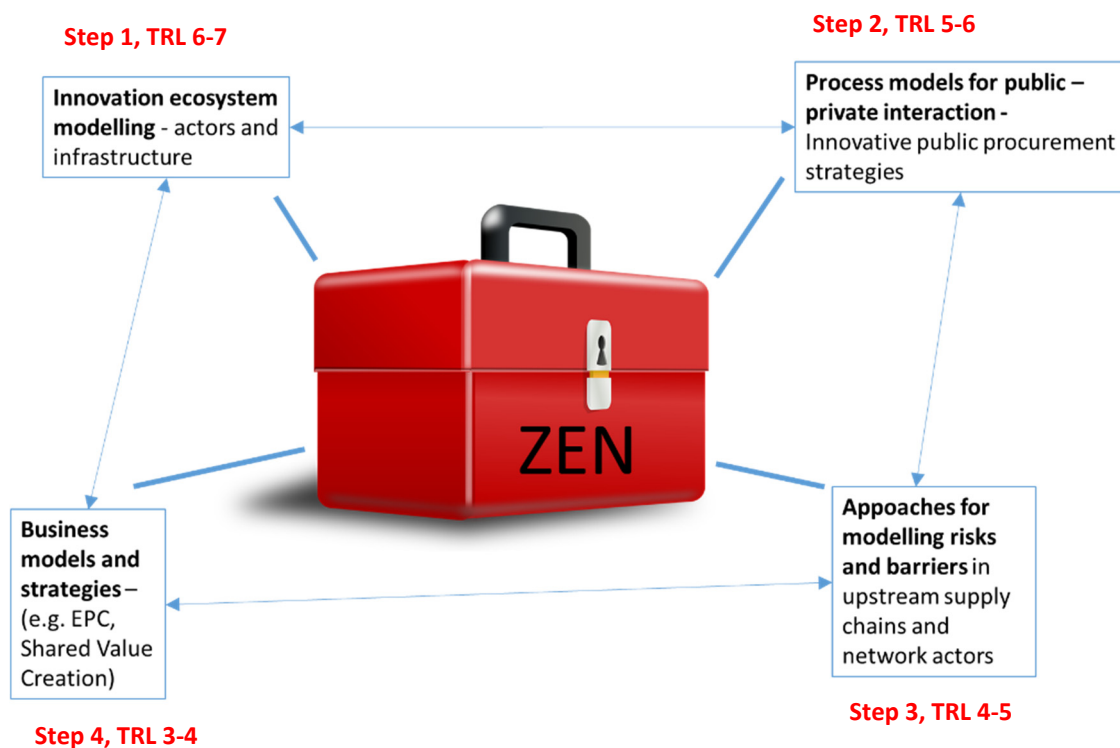 Step 1, TRL 6-7
Step 2, TRL 5-6
Innovation ecosystem
modelling - actors and
infrastructure
Process models for public –
private interaction -
Innovative public procurement
strategies
ZEN
Business
models and
strategies –
(e.g. EPC,
Shared Value
Creation)
Appoaches for
modelling risks
and barriers in
upstream supply
chains and
network actors
Step 3, TRL 4-5
Step 4, TRL 3-4